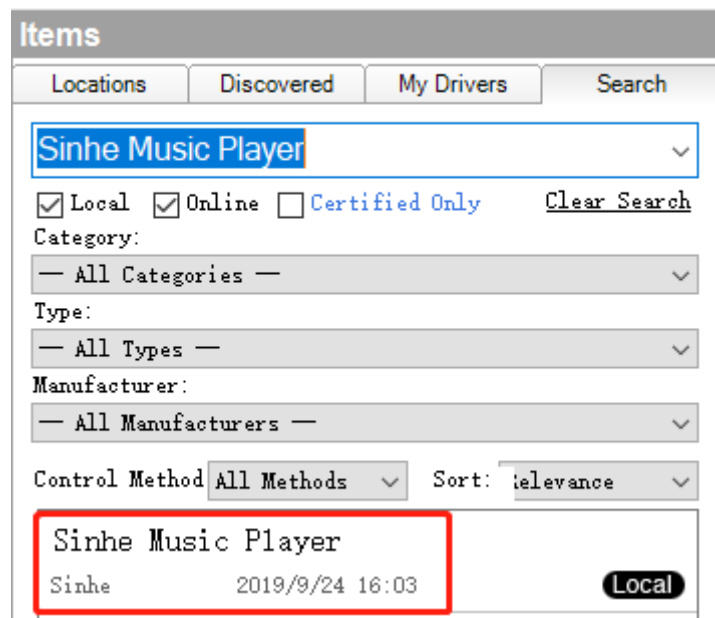 Items
Locations Discovered My Drivers Search
Sinhe Music Player
Local Online Certified Only Clear Search
Category:
— All Categories —
Type:
— All Types —
Manufacturer:
— All Manufacturers —
Control Method All Methods Sort: elevance
Sinhe Music Player
Sinhe 2019/9/24 16:03 Local